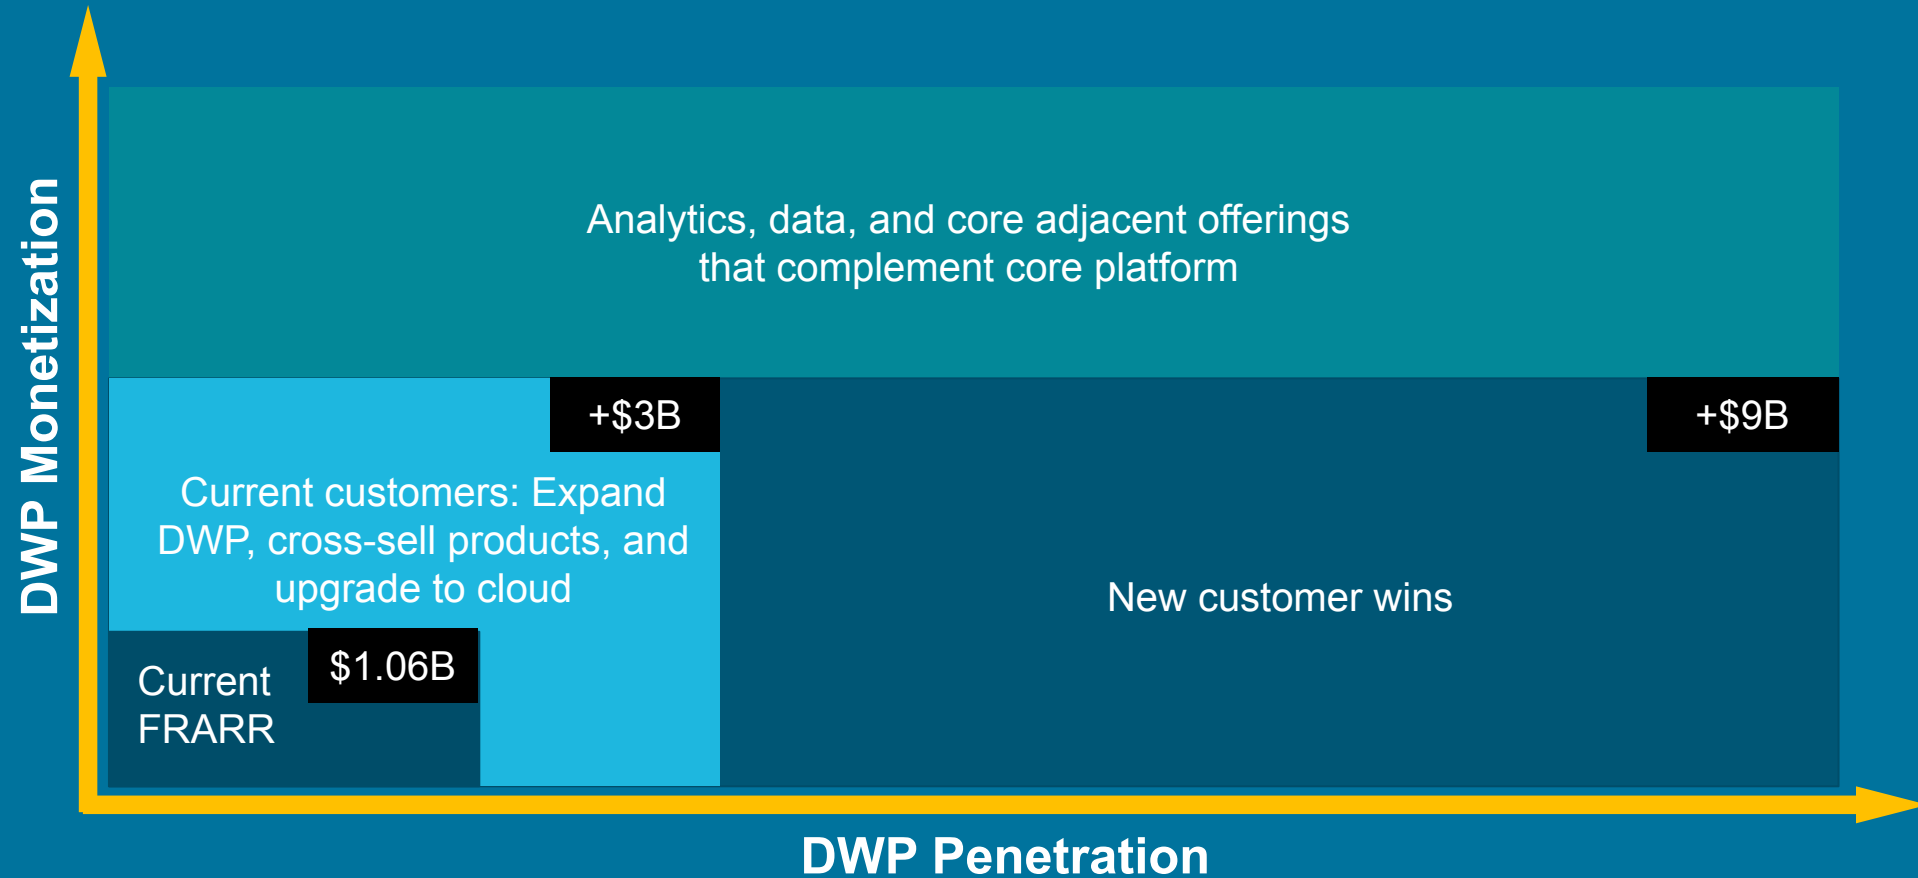 DWP Monetization
Analytics, data, and core adjacent offerings
that complement core platform
+$3B
+$9B
Current customers: Expand
DWP, cross-sell products, and
upgrade to cloud
New customer wins
$1.06B
Current
FRARR
DWP Penetration